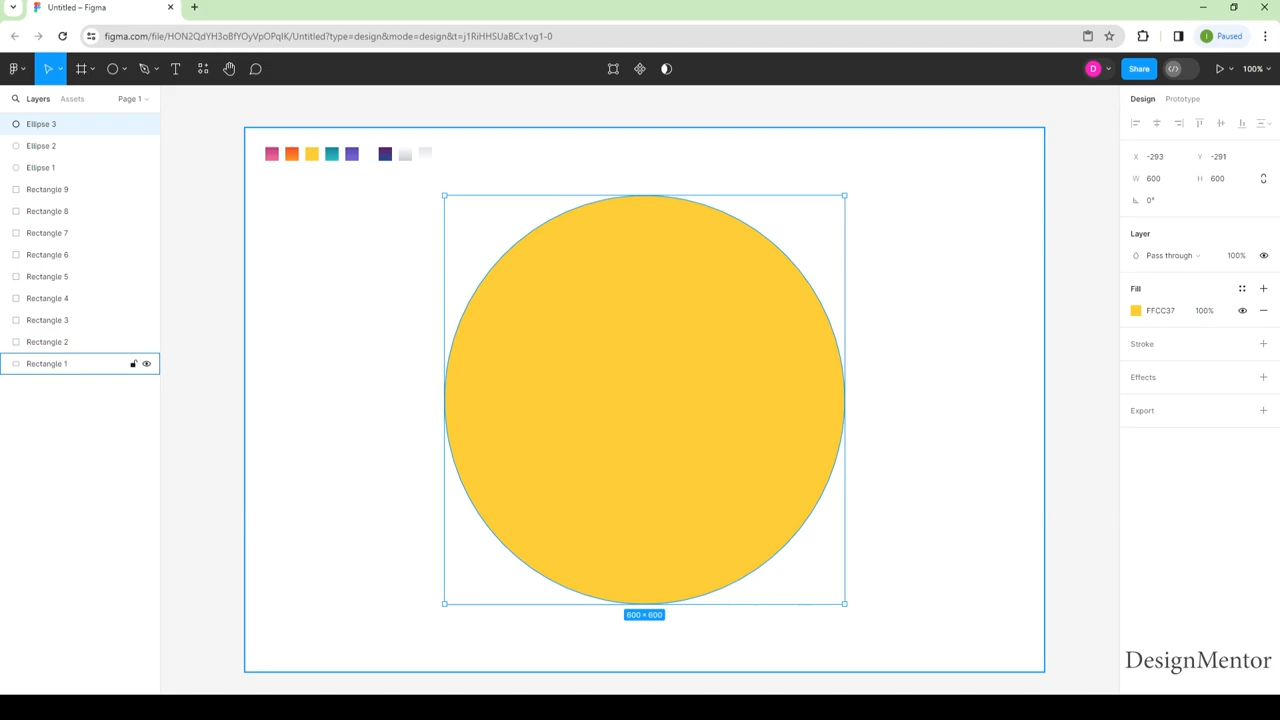 Untitled – Figma
figma.com/file/HON2QdYH3oBfYOyVpOPqIK/Untitled?type=design&mode=design&t=j1RiHHSUaBCx1vg1-0
Paused
D
Share
100%
Layers
Assets
Page 1
Ellipse 3
Ellipse 2
Ellipse 1
Rectangle 9
Rectangle 8
Rectangle 7
Rectangle 6
Rectangle 5
Rectangle 4
Rectangle 3
Rectangle 2
Rectangle 1
600 × 600
Design
Prototype
X -293
Y -291
W 600
H 600
0°
Layer
Pass through
100%
Fill
FFCC37
100%
Stroke
Effects
Export
DesignMentor